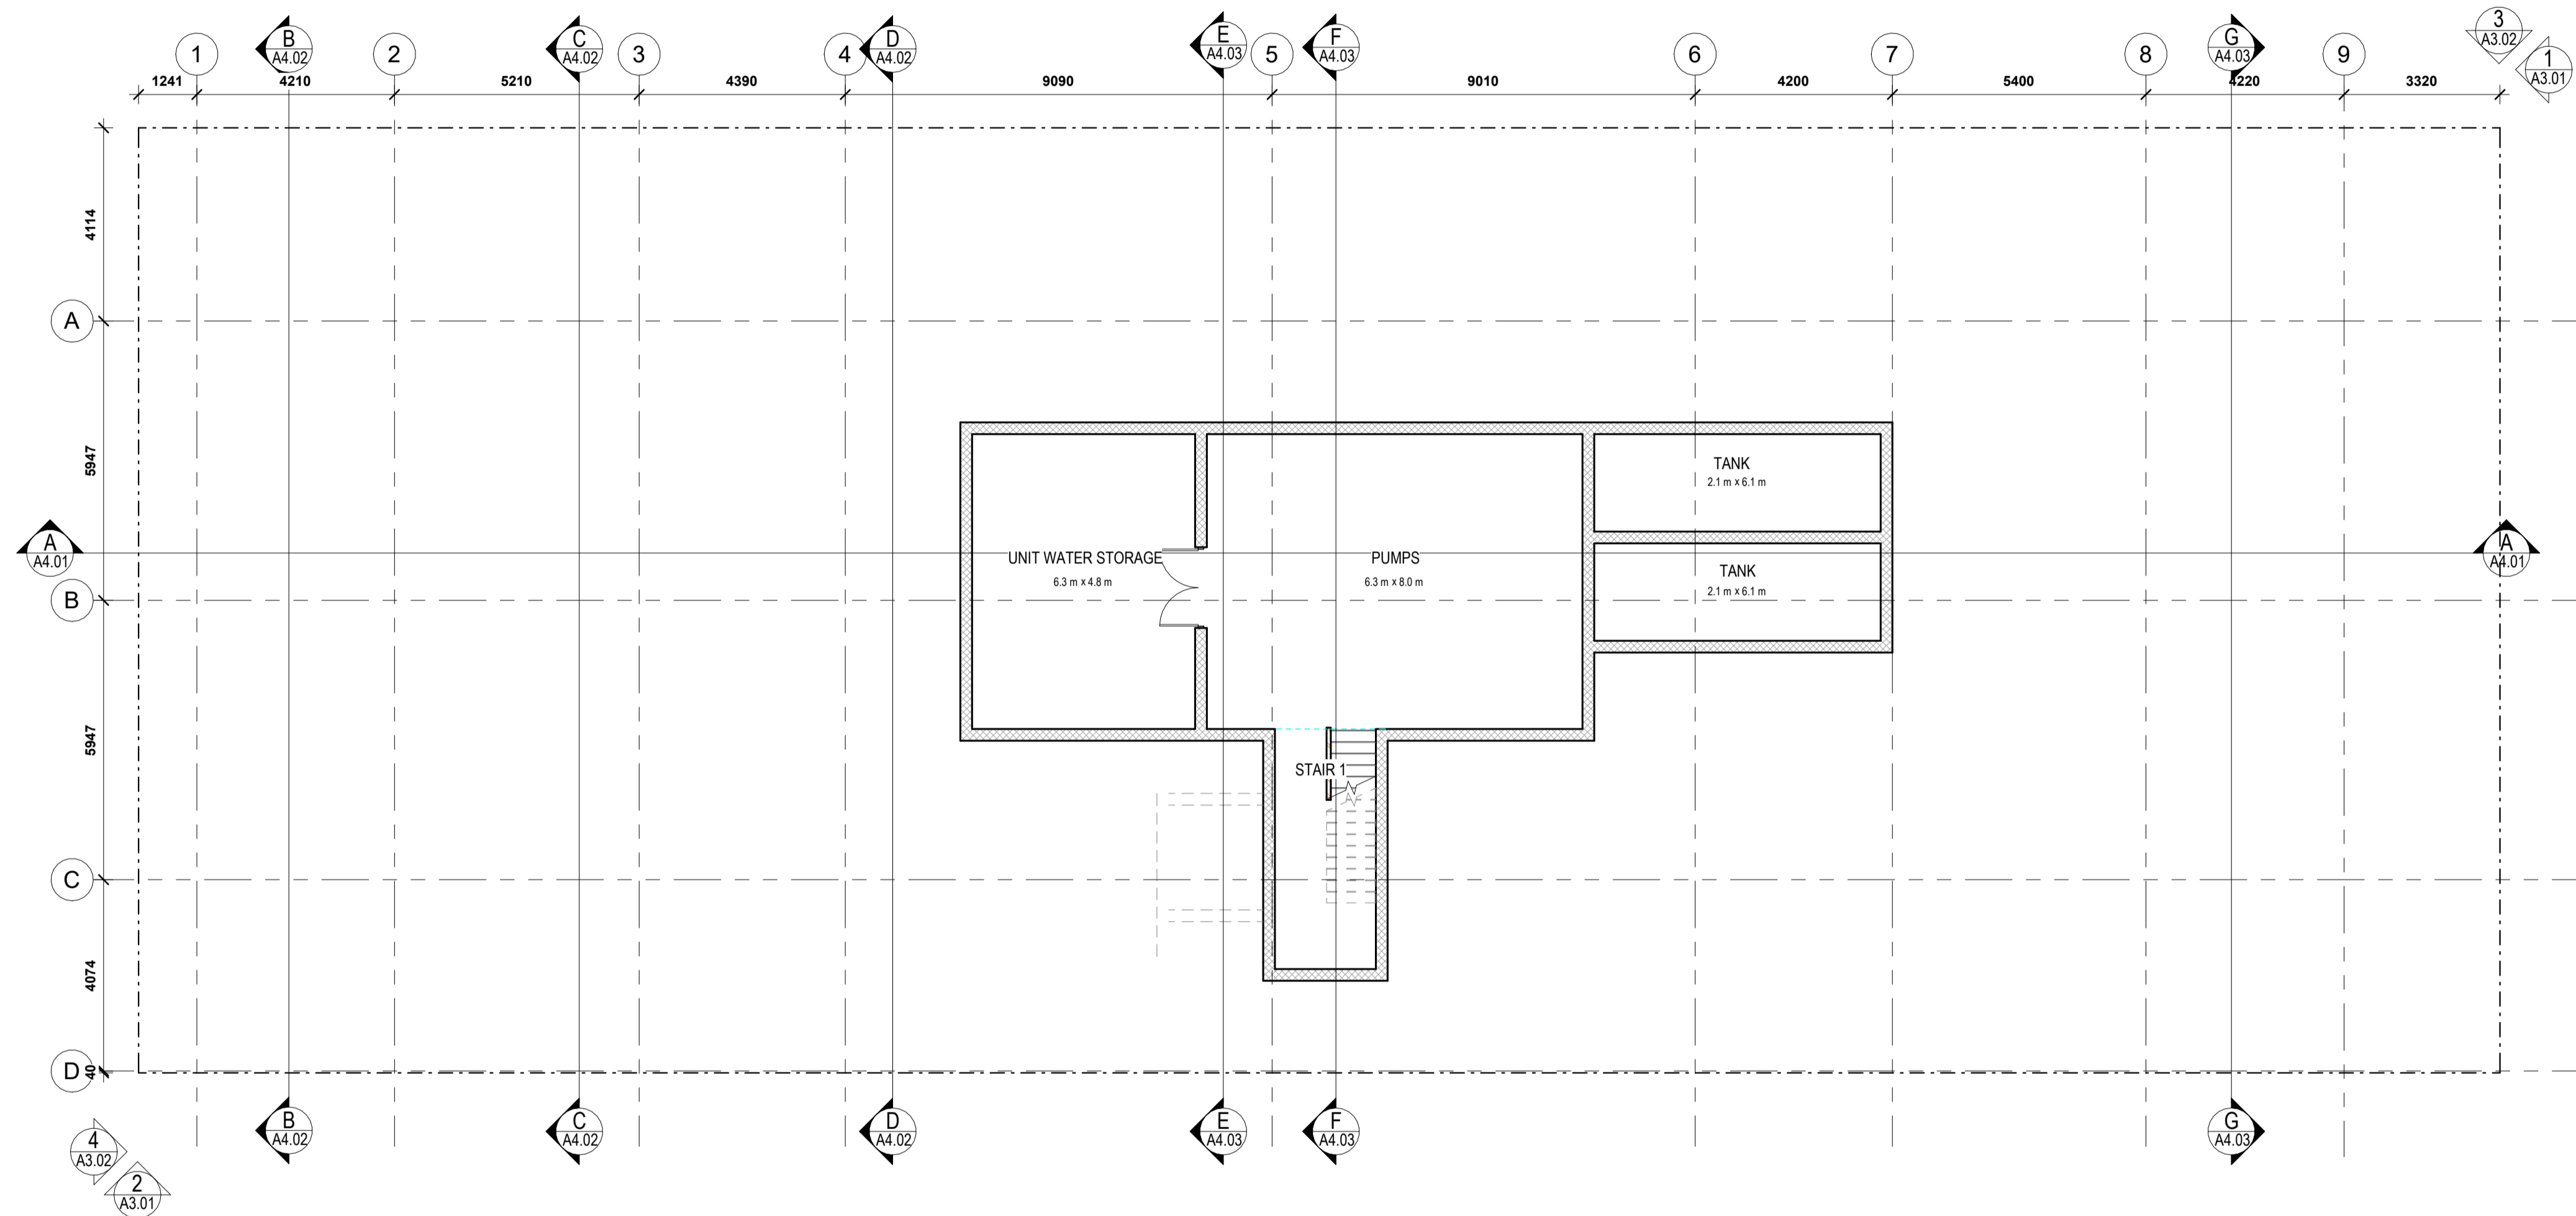 3
A3.02
1
A3.01
1
B
A4.02
2
C
A4.02
3
4
D
A4.02
E
A4.03
5
F
A4.03
6
7
8
G
A4.03
9
1241
4210
5210
4390
9090
9010
4200
5400
4220
3320
4114
A
5947
TANK
2.1 m x 6.1 m
A
A4.01
UNIT WATER STORAGE
6.3 m x 4.8 m
PUMPS
6.3 m x 8.0 m
TANK
2.1 m x 6.1 m
A
A4.01
B
5947
STAIR 1
C
4074
D
40
B
A4.02
C
A4.02
D
A4.02
E
A4.03
F
A4.03
G
A4.03
4
A3.02
2
A3.01